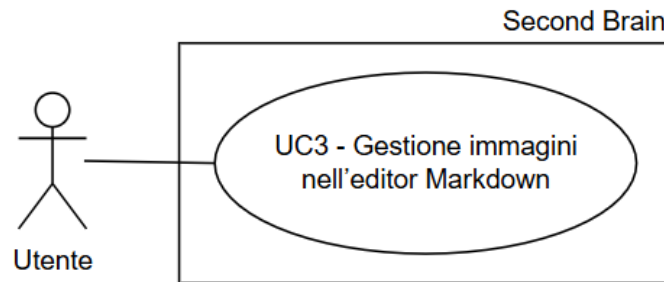 Second Brain
UC3 - Gestione immagini
nell'editor Markdown
Utente